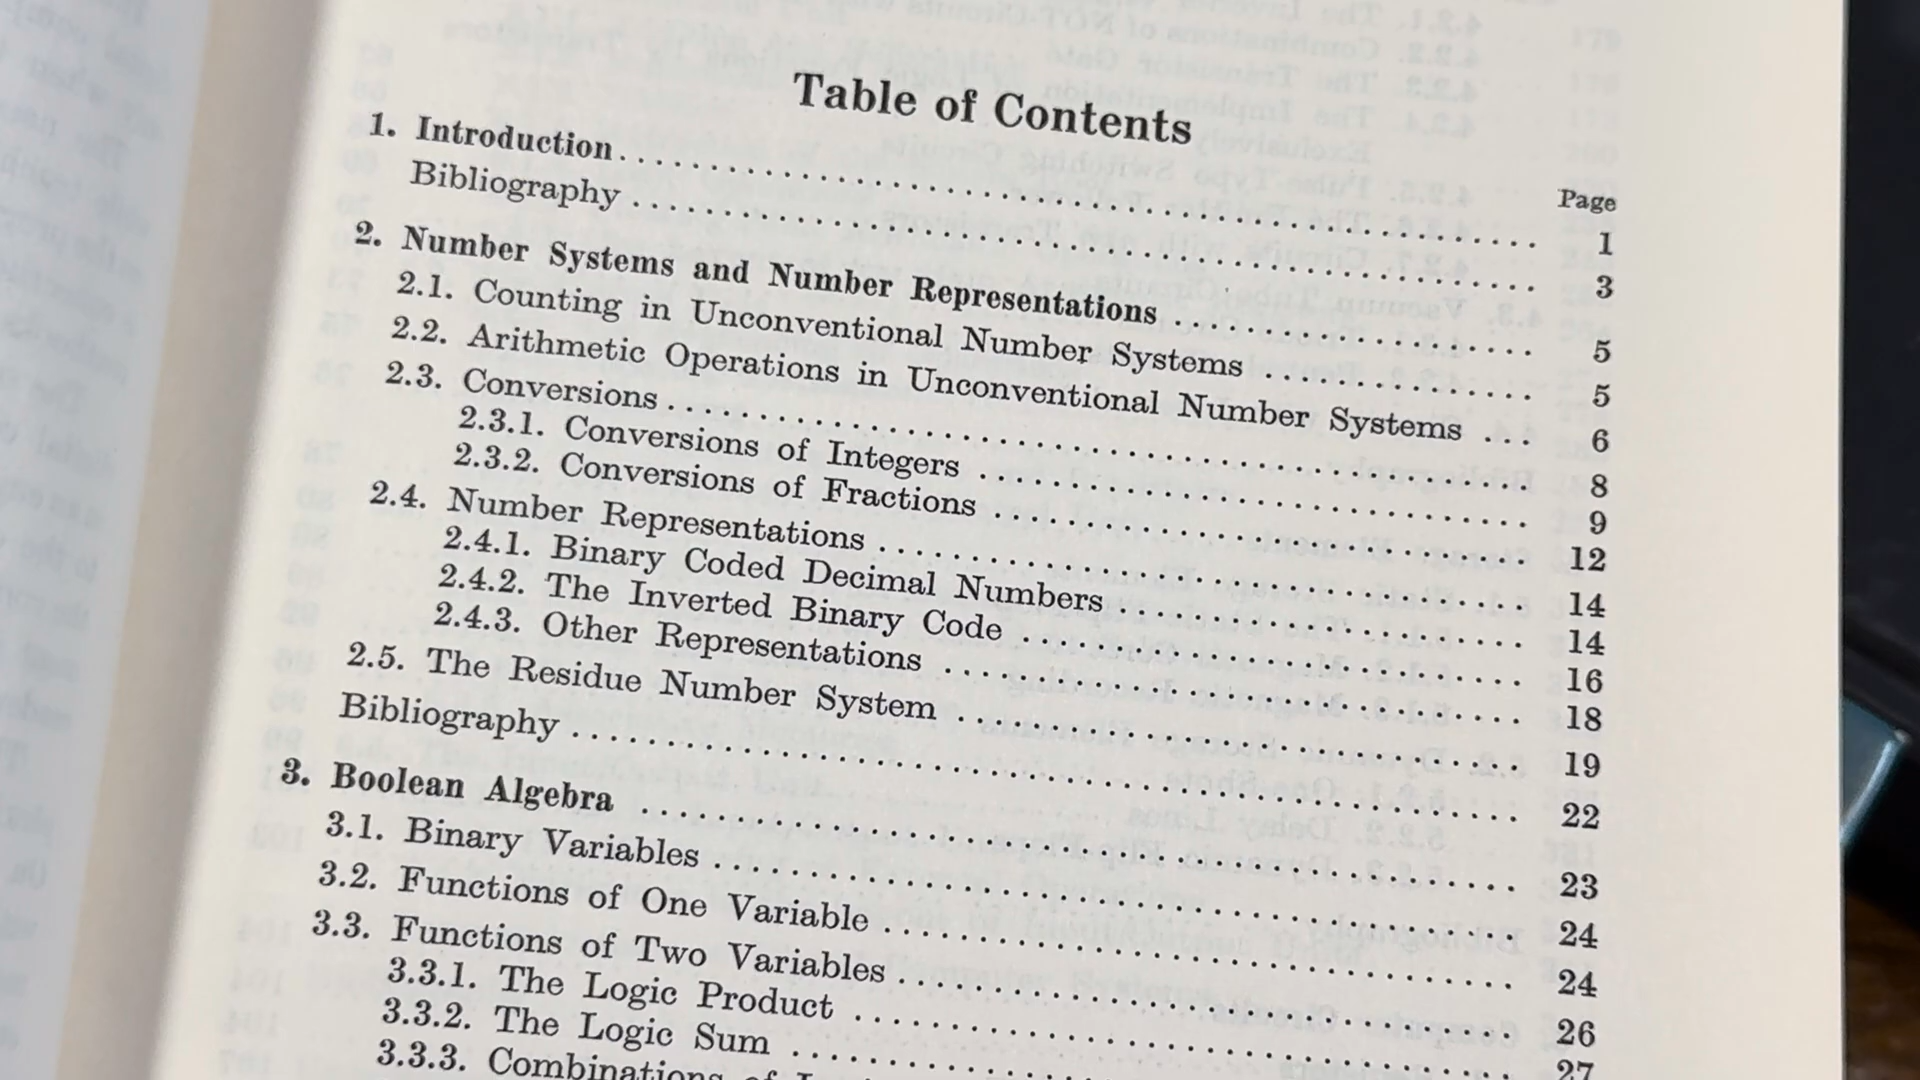 Table of Contents
Page
1. Introduction . . . . . . . . . . 1
Bibliography . . . . . . . . . . 3
2. Number Systems and Number Representations . . . . . . . . . . 5
2.1. Counting in Unconventional Number Systems . . . . . . . . . . 5
2.2. Arithmetic Operations in Unconventional Number Systems . . . 6
2.3. Conversions . . . . . . . . . . 8
2.3.1. Conversions of Integers . . . . . . . . . . 9
2.3.2. Conversions of Fractions . . . . . . . . . . 12
2.4. Number Representations . . . . . . . . . . 14
2.4.1. Binary Coded Decimal Numbers . . . . . . . . . . 14
2.4.2. The Inverted Binary Code . . . . . . . . . . 16
2.4.3. Other Representations . . . . . . . . . . 18
2.5. The Residue Number System . . . . . . . . . . 19
Bibliography . . . . . . . . . . 22
3. Boolean Algebra . . . . . . . . . . 23
3.1. Binary Variables . . . . . . . . . . 24
3.2. Functions of One Variable . . . . . . . . . . 24
3.3. Functions of Two Variables . . . . . . . . . . 26
3.3.1. The Logic Product . . . . . . . . . . 27
3.3.2. The Logic Sum . . . . . . . . . .
3.3.3. Combinations of